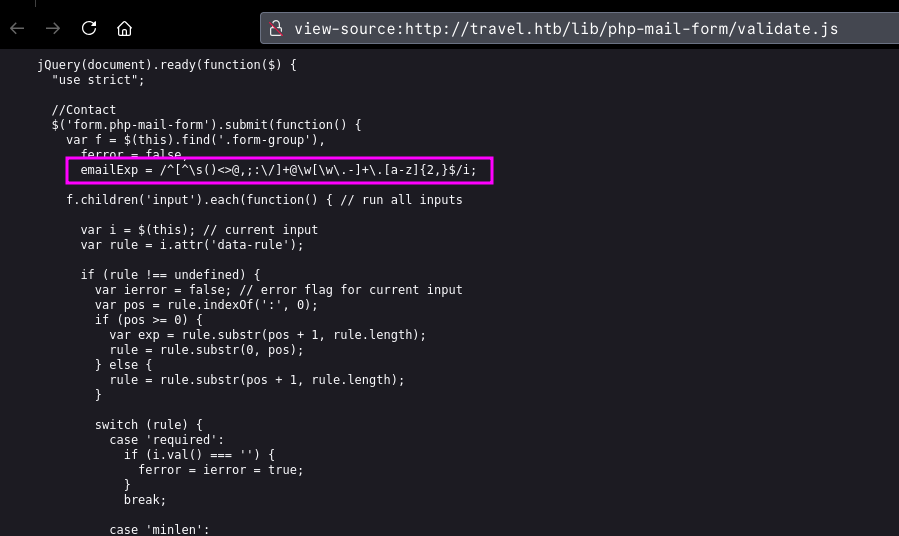 view-source:http://travel.htb/lib/php-mail-form/validate.js
jQuery(document).ready(function($) {
  "use strict";

  //Contact
  $('form.php-mail-form').submit(function() {
    var f = $(this).find('.form-group'),
      ferror = false,
      emailExp = /^[^\s()<>@,;:\/]+@\w[\w\.-]+\.[a-z]{2,}$/i;

    f.children('input').each(function() { // run all inputs

      var i = $(this); // current input
      var rule = i.attr('data-rule');

      if (rule !== undefined) {
        var ierror = false; // error flag for current input
        var pos = rule.indexOf(':', 0);
        if (pos >= 0) {
          var exp = rule.substr(pos + 1, rule.length);
          rule = rule.substr(0, pos);
        } else {
          rule = rule.substr(pos + 1, rule.length);
        }

        switch (rule) {
          case 'required':
            if (i.val() === '') {
              ferror = ierror = true;
            }
            break;

          case 'minlen':